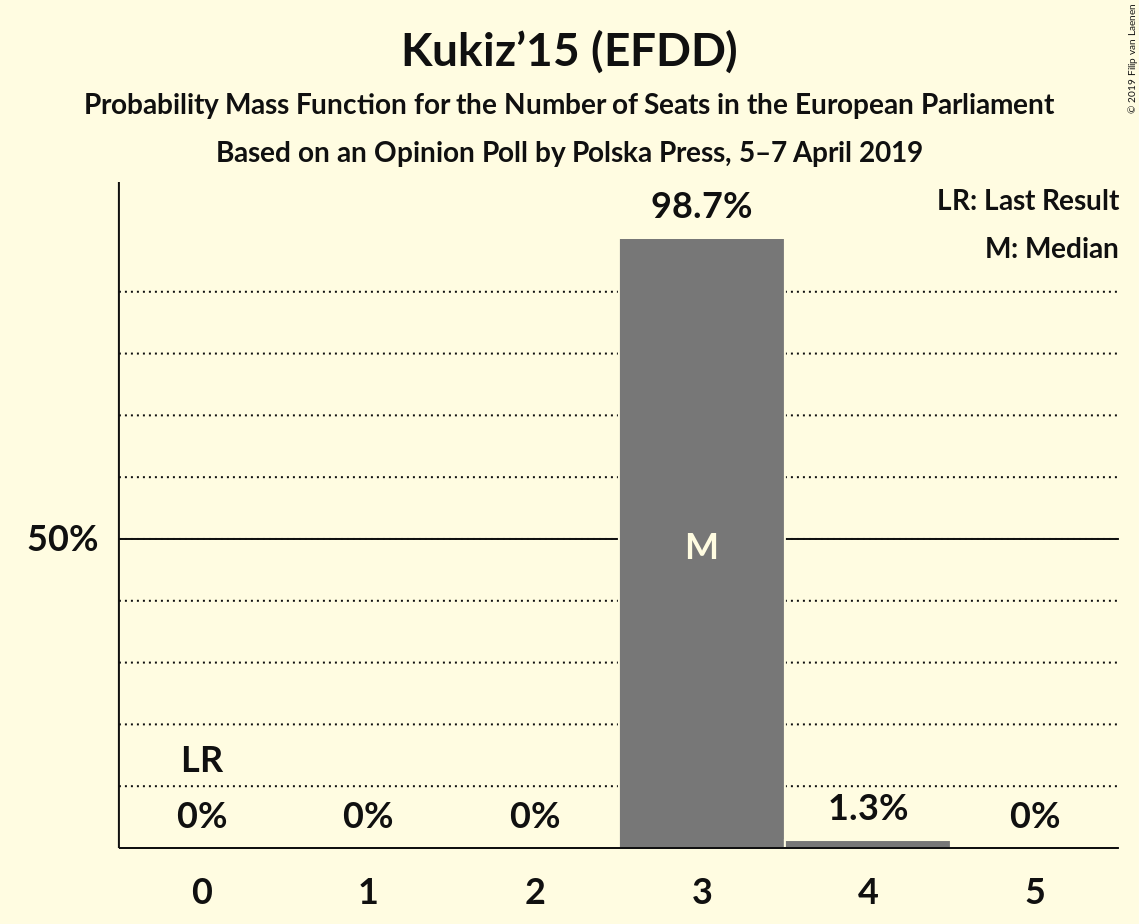 Kukiz’15 (EFDD)
Probability Mass Function for the Number of Seats in the European Parliament
Based on an Opinion Poll by Polska Press, 5–7 April 2019
© 2019 Filip van Laenen
LR: Last Result
M: Median
98.7%
50%
M
LR
0%
0%
0%
1.3%
0%
0
1
2
3
4
5